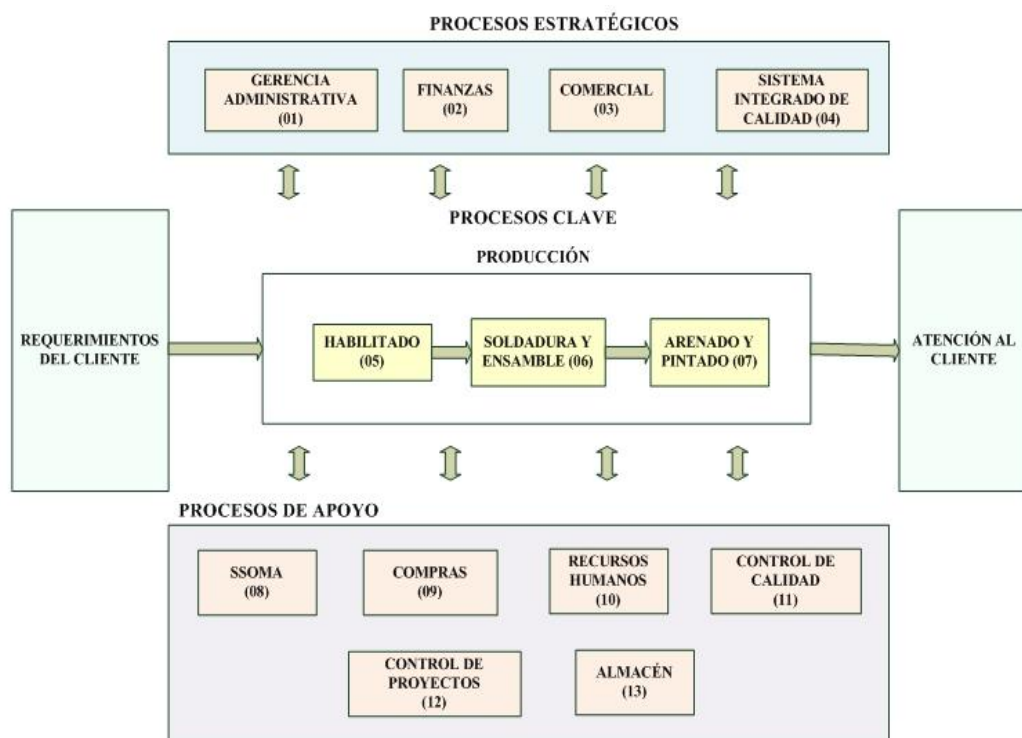 PROCESOS ESTRATÉGICOS
GERENCIA
ADMINISTRATIVA
(01)
FINANZAS
(02)
COMERCIAL
(03)
SISTEMA
INTEGRADO DE
CALIDAD (04)
PROCESOS CLAVE
PRODUCCIÓN
REQUERIMIENTOS
DEL CLIENTE
HABILITADO
(05)
SOLDADURA Y
ENSAMBLE (06)
ARENADO Y
PINTADO (07)
ATENCIÓN AL
CLIENTE
PROCESOS DE APOYO
SSOMA
(08)
COMPRAS
(09)
RECURSOS
HUMANOS
(10)
CONTROL DE
CALIDAD
(11)
CONTROL DE
PROYECTOS
(12)
ALMACÉN
(13)